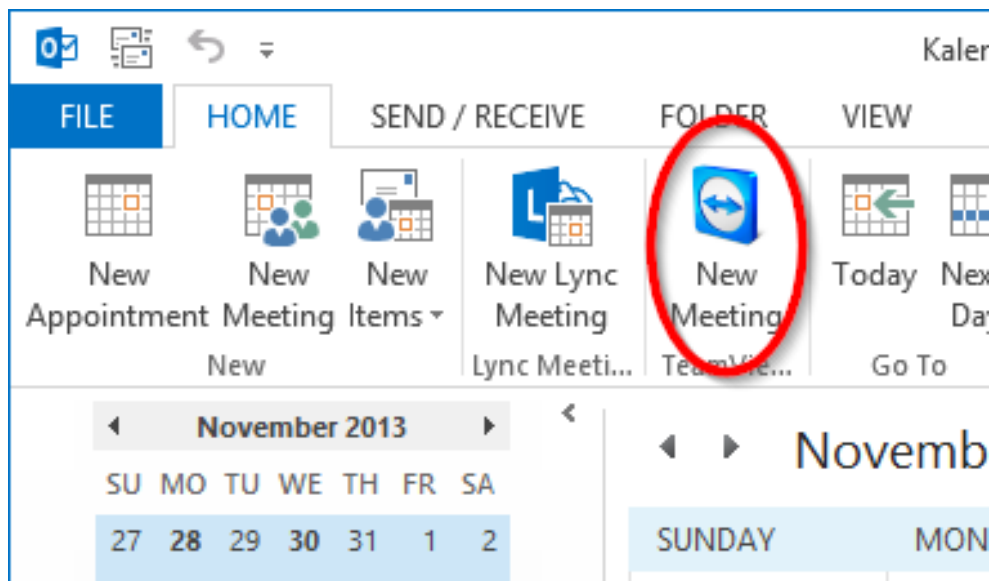 Kaler
FILE HOME SEND / RECEIVE FOLDER VIEW
New Appointment
New Meeting
New Items
New Lync Meeting
New Meeting
Today
New
Lync Meeti...
TeamVie...
Go To
November 2013
SU MO TU WE TH FR SA
27 28 29 30 31 1 2
Novemb
SUNDAY MON